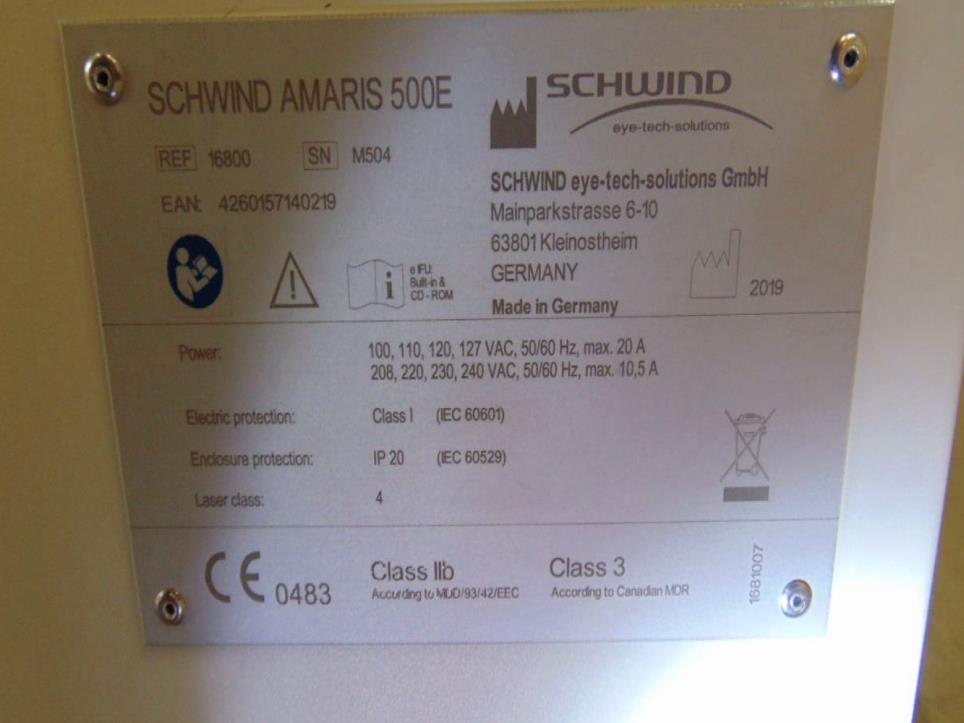 SCHWIND AMARIS 500E
REF 16800 SN M504
EAN: 4260157140219
SCHWIND
eye-tech-solutions
SCHWIND eye-tech-solutions GmbH
Mainparkstrasse 6-10
63801 Kleinostheim
GERMANY
Made in Germany
2019
i
e IFU:
Built-in &
CD - ROM
Power: 100, 110, 120, 127 VAC, 50/60 Hz, max. 20 A
208, 220, 230, 240 VAC, 50/60 Hz, max. 10,5 A
Electric protection: Class I (IEC 60601)
Enclosure protection: IP 20 (IEC 60529)
Laser class: 4
CE 0483
Class IIb
According to MDD/93/42/EEC
Class 3
According to Canadian MDR
1681007